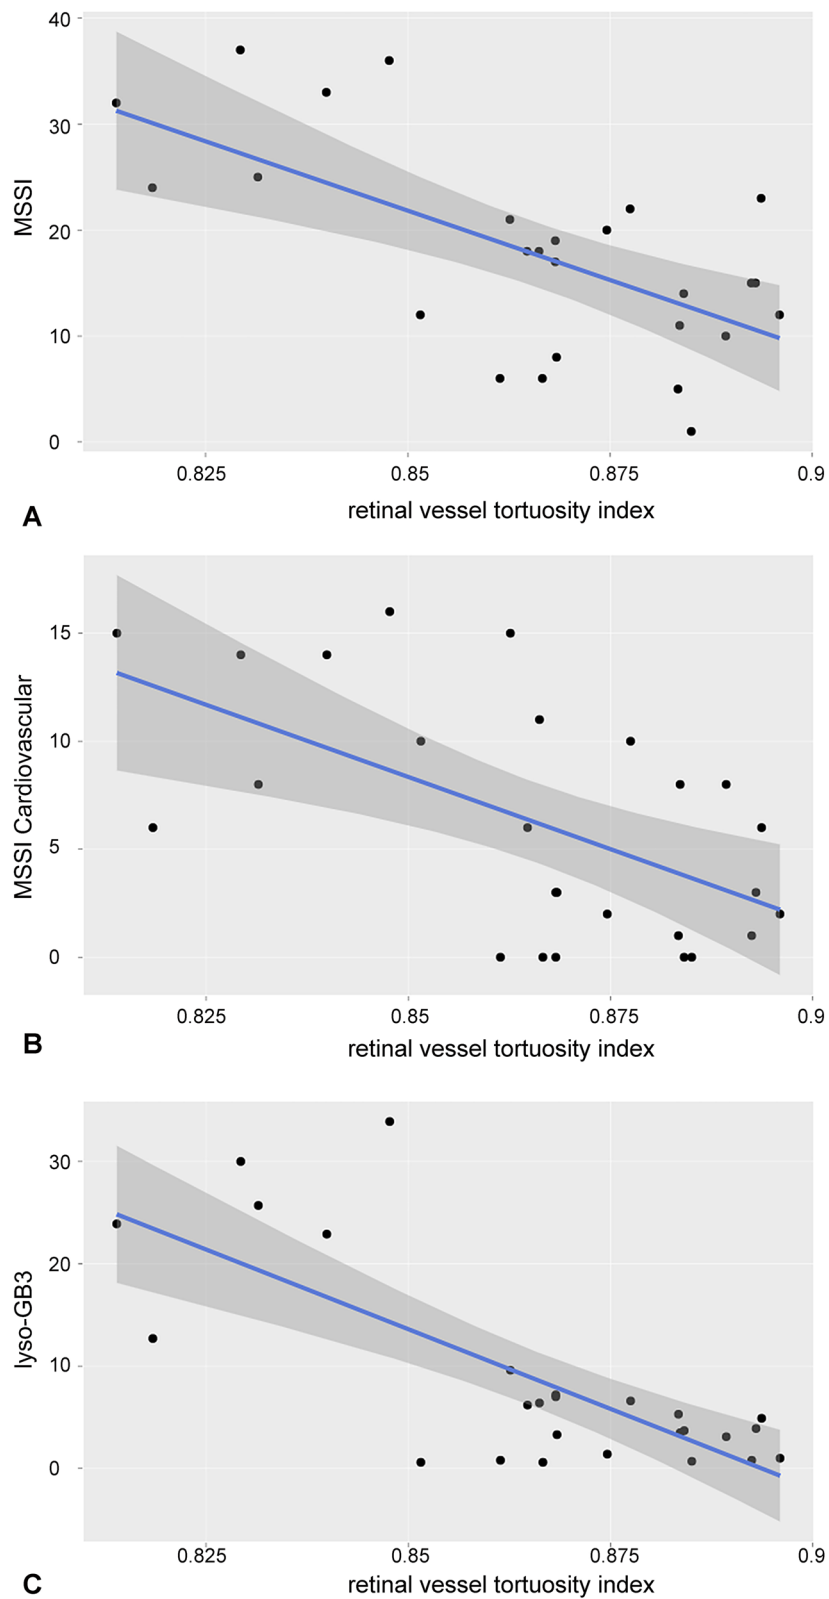 40
30
20
10
0
MSSI
0.825 0.85 0.875 0.9
retinal vessel tortuosity index
A
15
10
5
0
MSSI Cardiovascular
0.825 0.85 0.875 0.9
retinal vessel tortuosity index
B
30
20
10
0
lyso-GB3
0.825 0.85 0.875 0.9
retinal vessel tortuosity index
C